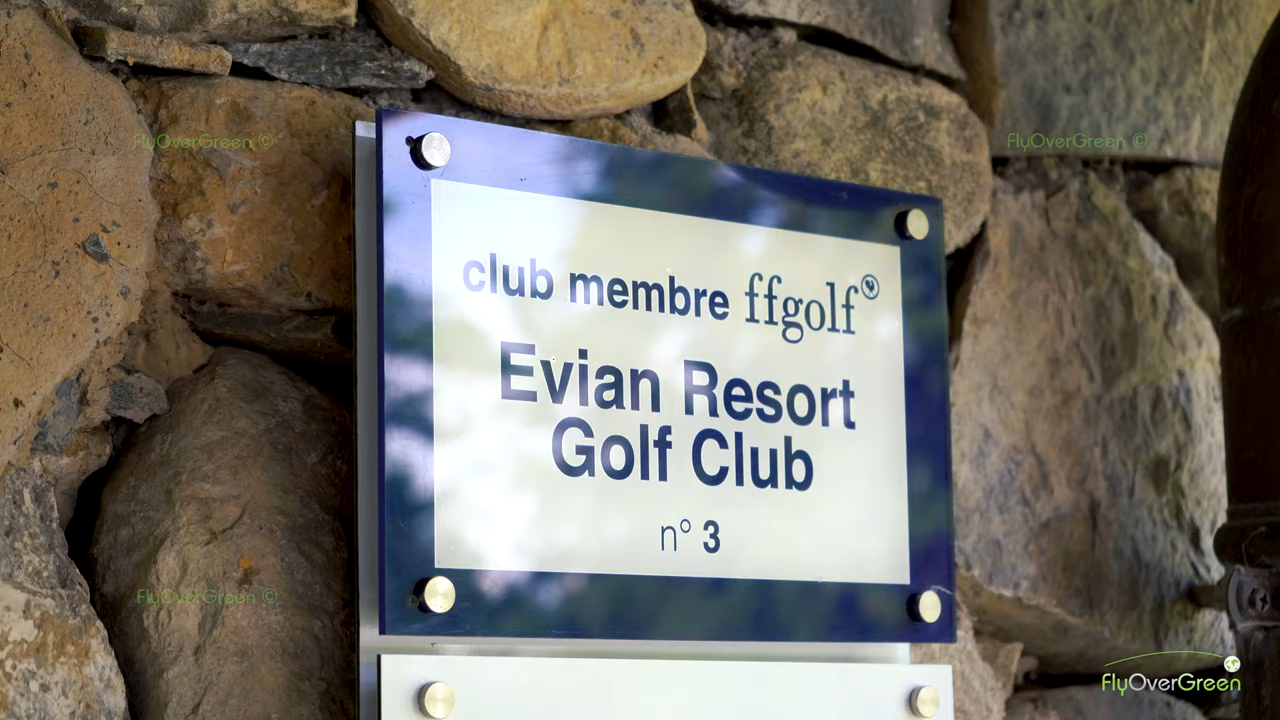 FlyOverGreen ©
FlyOverGreen ©
club membre ffgolf®
Evian Resort
Golf Club
n° 3
FlyOverGreen ©
FlyOverGreen